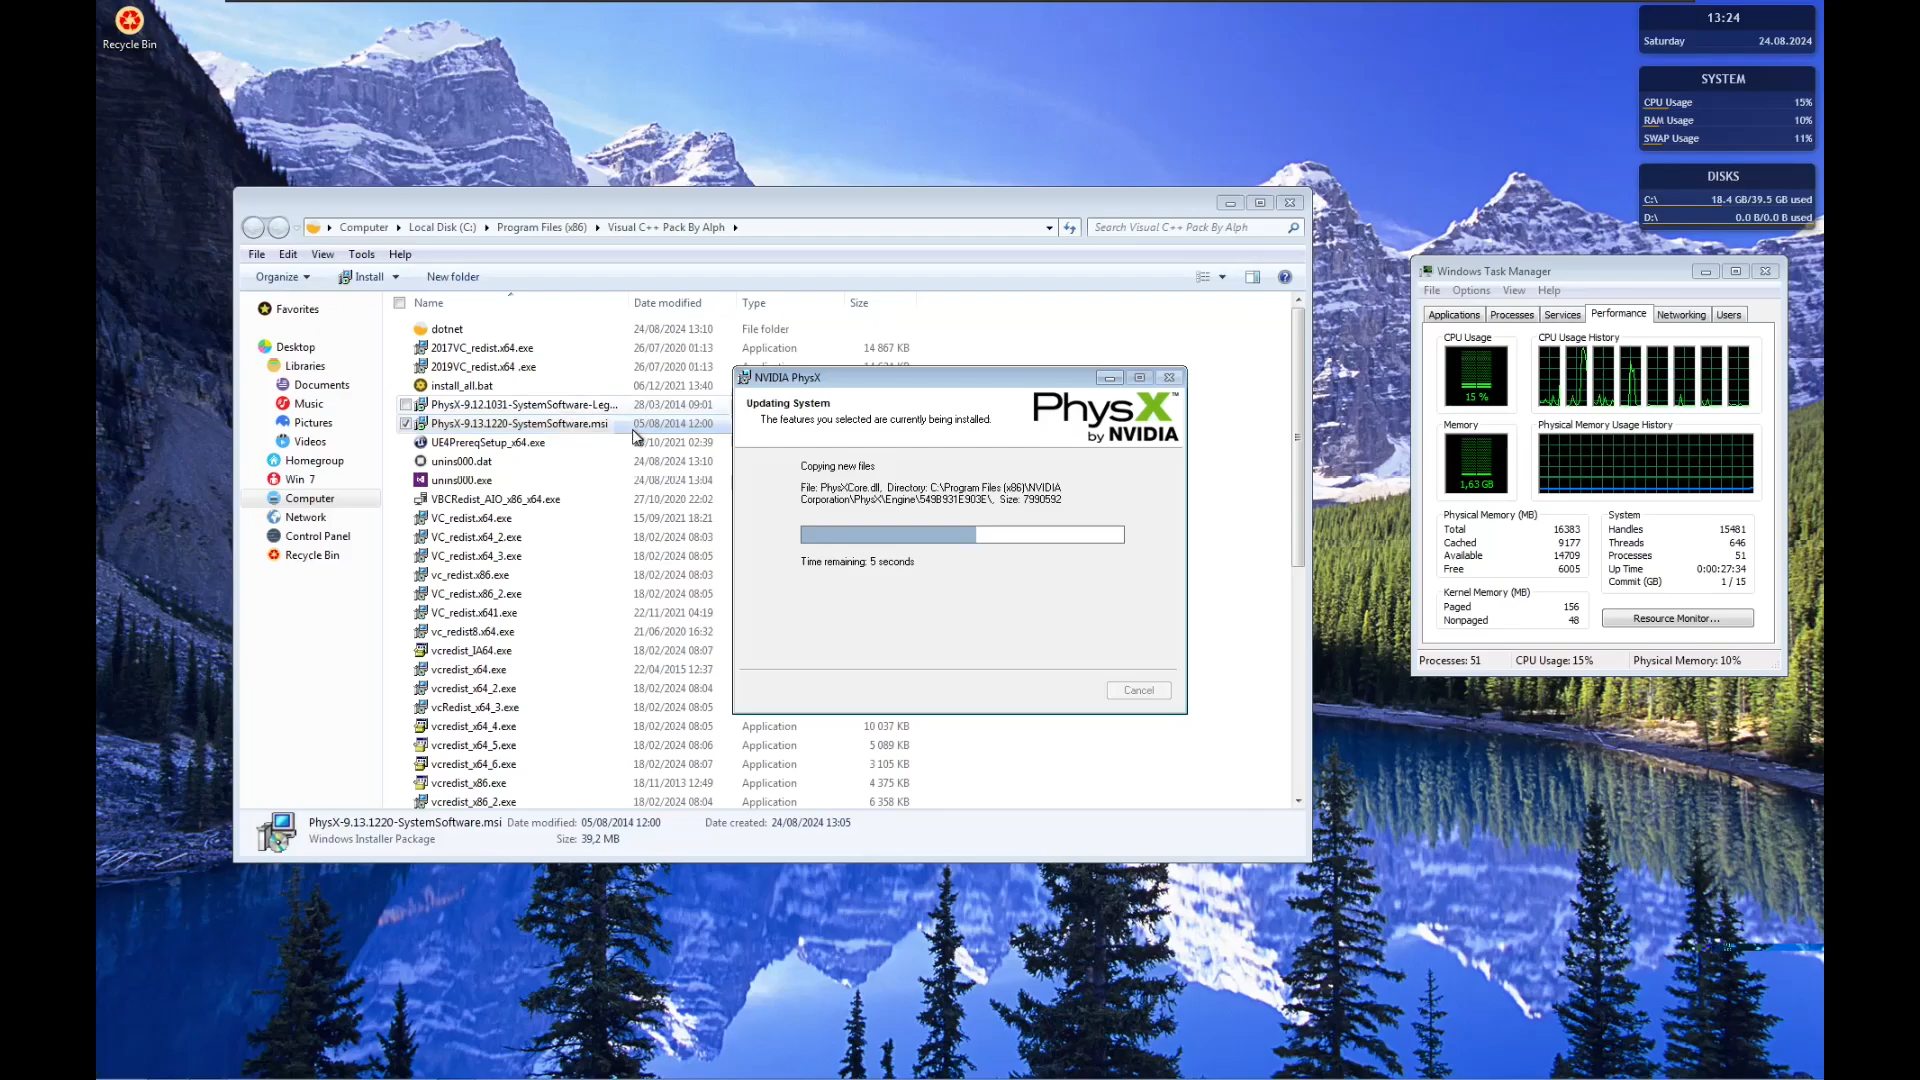 Recycle Bin
13:24
Saturday 24.08.2024
SYSTEM
CPU Usage 15%
RAM Usage 10%
SWAP Usage 11%
DISKS
C:\ 18.4 GB/39.5 GB used
D:\ 0.0 B/0.0 B used
Computer Local Disk (C:) Program Files (x86) Visual C++ Pack By Alph Search Visual C++ Pack By Alph
File Edit View Tools Help
Organize Install New folder
Name Date modified Type Size
Favorites
Desktop
Libraries
Documents
Music
Pictures
Videos
Homegroup
Win 7
Computer
Network
Control Panel
Recycle Bin
dotnet 24/08/2024 13:10 File folder
2017VC_redist.x64.exe 26/07/2020 01:13 Application 14 867 KB
2019VC_redist.x64 .exe 26/07/2020 01:13
install_all.bat 06/12/2021 13:40
PhysX-9.12.1031-SystemSoftware-Leg... 28/03/2014 09:01
PhysX-9.13.1220-SystemSoftware.msi 05/08/2014 12:00
UE4PrereqSetup_x64.exe /10/2021 02:39
unins000.dat 24/08/2024 13:10
unins000.exe 24/08/2024 13:04
VBCRedist_AIO_x86_x64.exe 27/10/2020 22:02
VC_redist.x64.exe 15/09/2021 18:21
VC_redist.x64_2.exe 18/02/2024 08:03
VC_redist.x64_3.exe 18/02/2024 08:05
vc_redist.x86.exe 18/02/2024 08:03
VC_redist.x86_2.exe 18/02/2024 08:05
VC_redist.x641.exe 22/11/2021 04:19
vc_redist8.x64.exe 21/06/2020 16:32
vcredist_IA64.exe 18/02/2024 08:07
vcredist_x64.exe 22/04/2015 12:37
vcredist_x64_2.exe 18/02/2024 08:04
vcRedist_x64_3.exe 18/02/2024 08:05
vcredist_x64_4.exe 18/02/2024 08:05 Application 10 037 KB
vcredist_x64_5.exe 18/02/2024 08:06 Application 5 089 KB
vcredist_x64_6.exe 18/02/2024 08:07 Application 3 105 KB
vcredist_x86.exe 18/11/2013 12:49 Application 4 375 KB
vcredist_x86_2.exe 18/02/2024 08:04 Application 6 358 KB
PhysX-9.13.1220-SystemSoftware.msi Date modified: 05/08/2014 12:00 Date created: 24/08/2024 13:05
Windows Installer Package Size: 39,2 MB
NVIDIA PhysX
Updating System
The features you selected are currently being installed.
PhysX™
by NVIDIA
Copying new files
File: PhysXCore.dll, Directory: C:\Program Files (x86)\NVIDIA
Corporation\PhysX\Engine\549B931E903E\, Size: 7990592
Time remaining: 5 seconds
Cancel
Windows Task Manager
File Options View Help
Applications Processes Services Performance Networking Users
CPU Usage CPU Usage History
15 %
Memory Physical Memory Usage History
1,63 GB
Physical Memory (MB)
Total 16383
Cached 9177
Available 14709
Free 6005
Kernel Memory (MB)
Paged 156
Nonpaged 48
System
Handles 15481
Threads 646
Processes 51
Up Time 0:00:27:34
Commit (GB) 1 / 15
Resource Monitor...
Processes: 51 CPU Usage: 15% Physical Memory: 10%